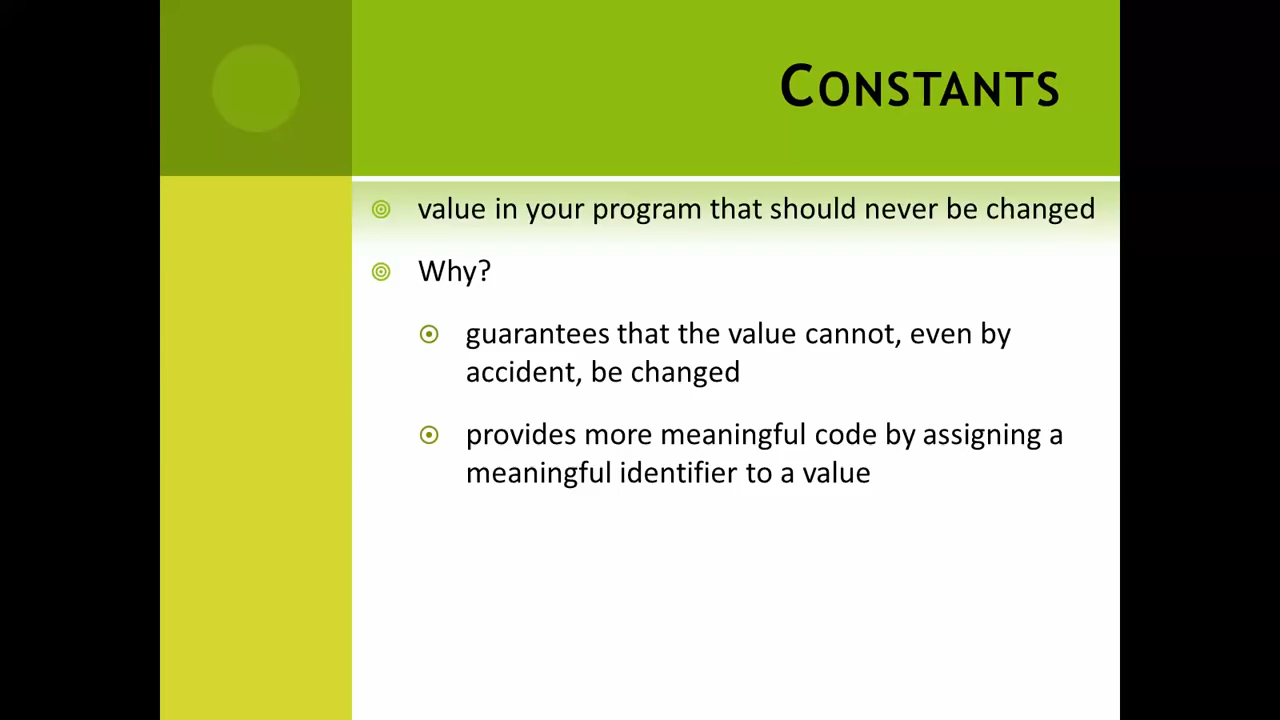 CONSTANTS
value in your program that should never be changed
Why?
guarantees that the value cannot, even by
accident, be changed
provides more meaningful code by assigning a
meaningful identifier to a value